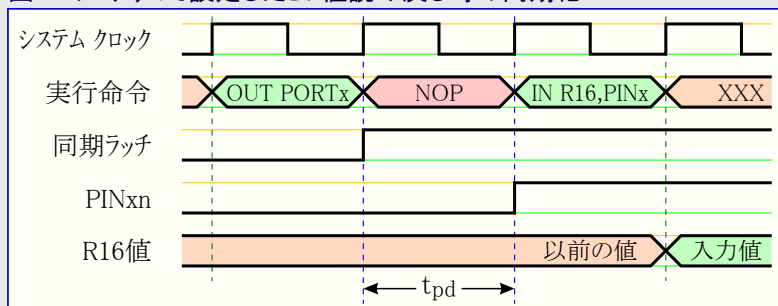 システム クロック
実行命令 OUT PORTx NOP IN R16,PINx XXX
同期ラッチ
PINxn
R16値 以前の値 入力値
tpd